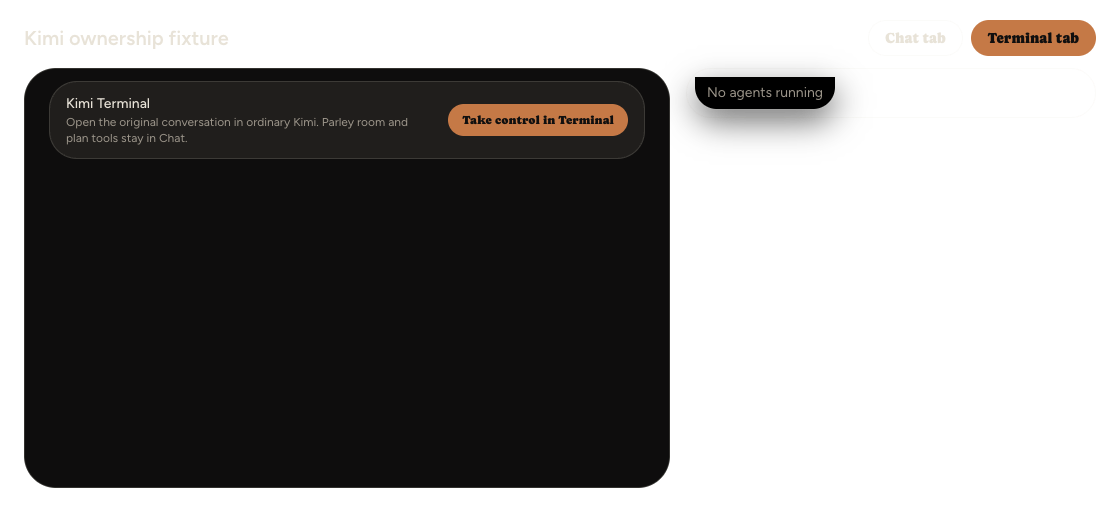 Kimi ownership fixture
Chat tab
Terminal tab
Kimi Terminal
Open the original conversation in ordinary Kimi. Parley room and
plan tools stay in Chat.
Take control in Terminal
No agents running